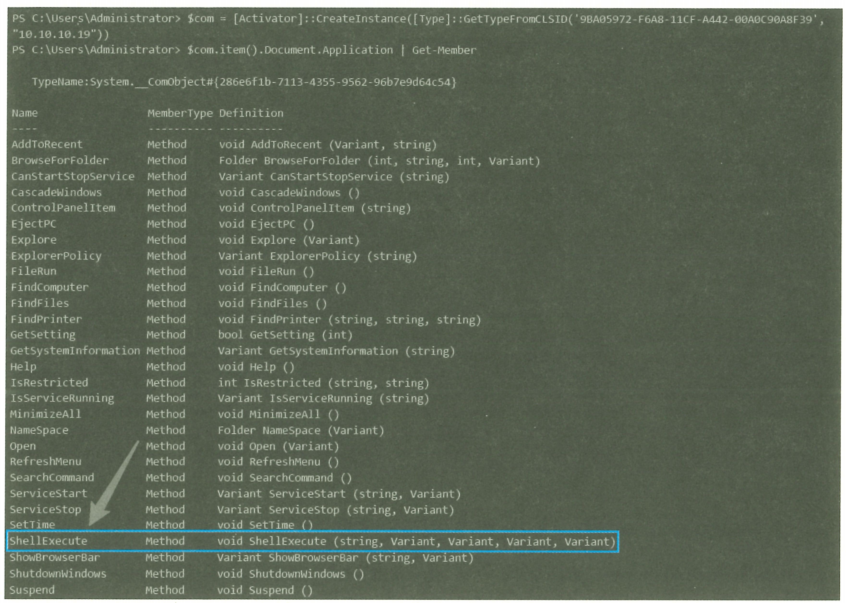 PS C:\Users\Administrator> $com = [Activator]::CreateInstance([Type]::GetTypeFromCLSID('9BA05972-F6A8-11CF-A442-00A0C90A8F39',
"10.10.10.19"))
PS C:\Users\Administrator> $com.item().Document.Application | Get-Member
TypeName:System.__ComObject#{286e6f1b-7113-4355-9562-96b7e9d64c54}
Name MemberType Definition
---- ---------- ----------
AddToRecent Method void AddToRecent (Variant, string)
BrowseForFolder Method Folder BrowseForFolder (int, string, int, Variant)
CanStartStopService Method Variant CanStartStopService (string)
CascadeWindows Method void CascadeWindows ()
ControlPanelItem Method void ControlPanelItem (string)
EjectPC Method void EjectPC ()
Explore Method void Explore (Variant)
ExplorerPolicy Method Variant ExplorerPolicy (string)
FileRun Method void FileRun ()
FindComputer Method void FindComputer ()
FindFiles Method void FindFiles ()
FindPrinter Method void FindPrinter (string, string, string)
GetSetting Method bool GetSetting (int)
GetSystemInformation Method Variant GetSystemInformation (string)
Help Method void Help ()
IsRestricted Method int IsRestricted (string, string)
IsServiceRunning Method Variant IsServiceRunning (string)
MinimizeAll Method void MinimizeAll ()
NameSpace Method Folder NameSpace (Variant)
Open Method void Open (Variant)
RefreshMenu Method void RefreshMenu ()
SearchCommand Method void SearchCommand ()
ServiceStart Method Variant ServiceStart (string, Variant)
ServiceStop Method Variant ServiceStop (string, Variant)
SetTime Method void SetTime ()
ShellExecute Method void ShellExecute (string, Variant, Variant, Variant, Variant)
ShowBrowserBar Method Variant ShowBrowserBar (string, Variant)
ShutdownWindows Method void ShutdownWindows ()
Suspend Method void Suspend ()